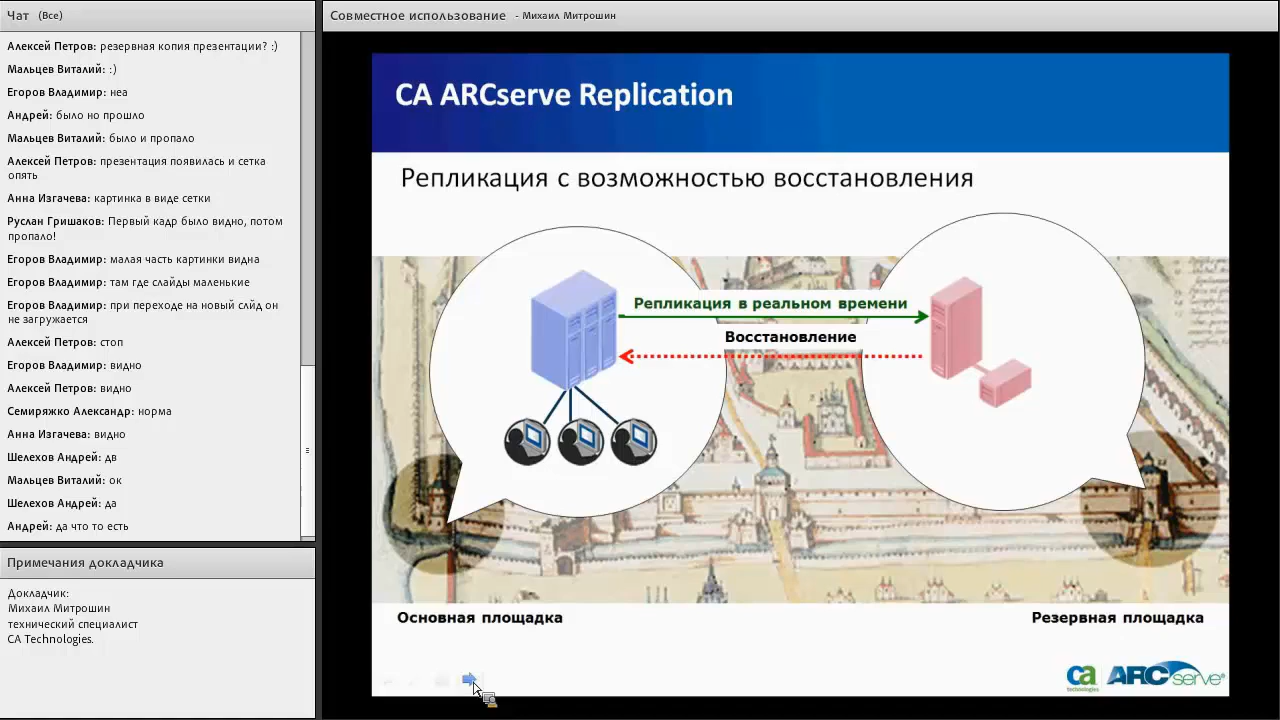 Чат (Все)
Алексей Петров: резервная копия презентации? :)
Мальцев Виталий: :)
Егоров Владимир: неа
Андрей: было но прошло
Мальцев Виталий: было и пропало
Алексей Петров: презентация появилась и сетка
опять
Анна Изгачева: картинка в виде сетки
Руслан Гришаков: Первый кадр было видно, потом
пропало!
Егоров Владимир: малая часть картинки видна
Егоров Владимир: там где слайды маленькие
Егоров Владимир: при переходе на новый слйд он
не загружается
Алексей Петров: стоп
Егоров Владимир: видно
Алексей Петров: видно
Семиряжко Александр: норма
Анна Изгачева: видно
Шелехов Андрей: дв
Мальцев Виталий: ок
Шелехов Андрей: да
Андрей: да что то есть
Примечания докладчика
Докладчик:
Михаил Митрошин
технический специалист
CA Technologies.
Совместное использование - Михаил Митрошин
CA ARCserve Replication
Репликация с возможностью восстановления
Репликация в реальном времени
Восстановление
Основная площадка
Резервная площадка
ca
technologies
ARCserve®